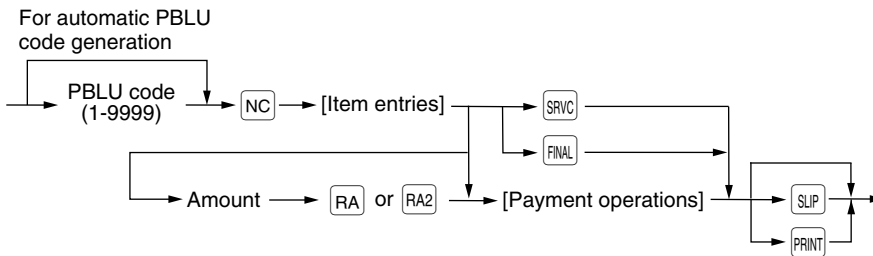 For automatic PBLU
code generation
PBLU code
(1-9999)
NC
[Item entries]
SRVC
FINAL
Amount
RA or RA2
[Payment operations]
SLIP
PRINT